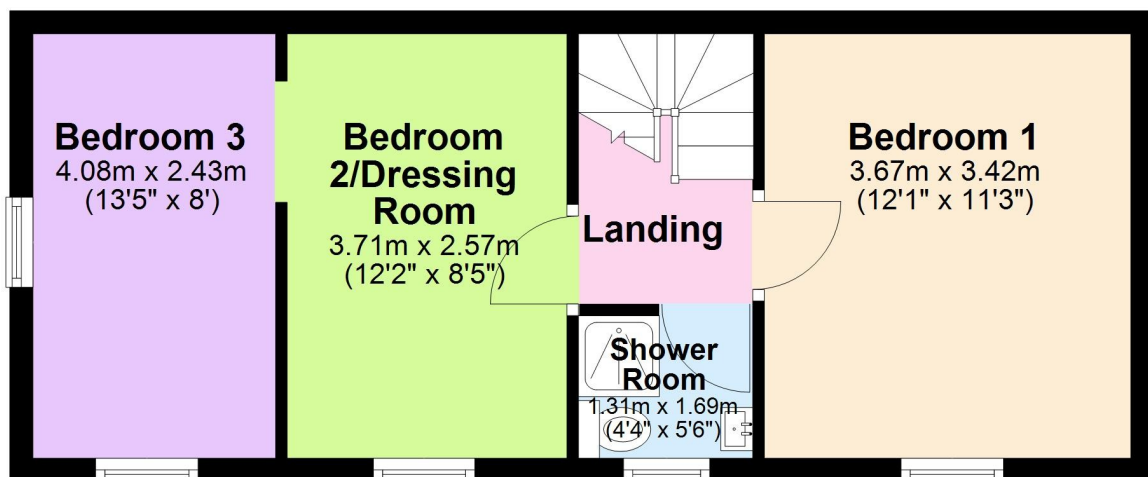 Bedroom 3
4.08m x 2.43m
(13'5" x 8')
Bedroom
2/Dressing
Room
3.71m x 2.57m
(12'2" x 8'5")
Landing
Bedroom 1
3.67m x 3.42m
(12'1" x 11'3")
Shower
Room
1.31m x 1.69m
(4'4" x 5'6")